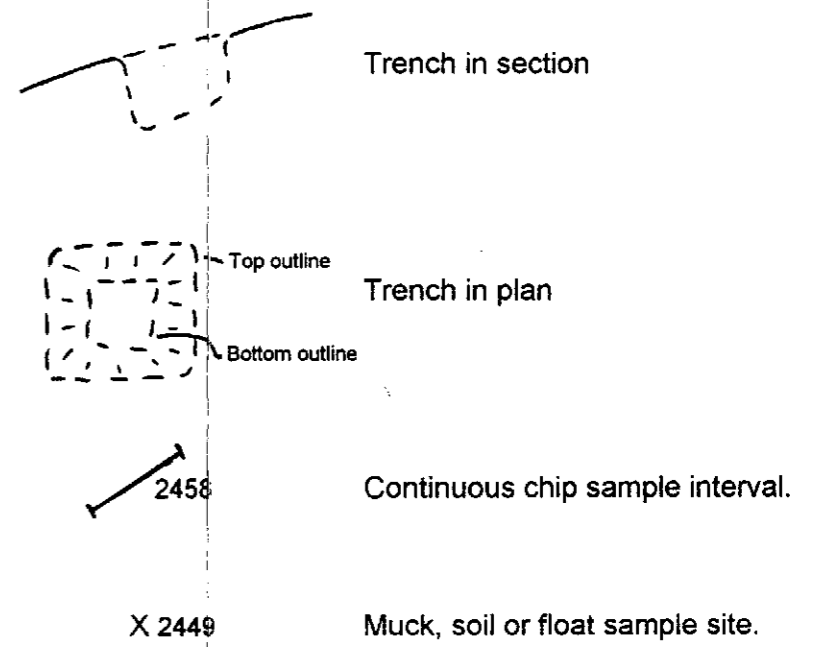 Trench in section
Top outline
Trench in plan
Bottom outline
2458 Continuous chip sample interval.
X 2449 Muck, soil or float sample site.